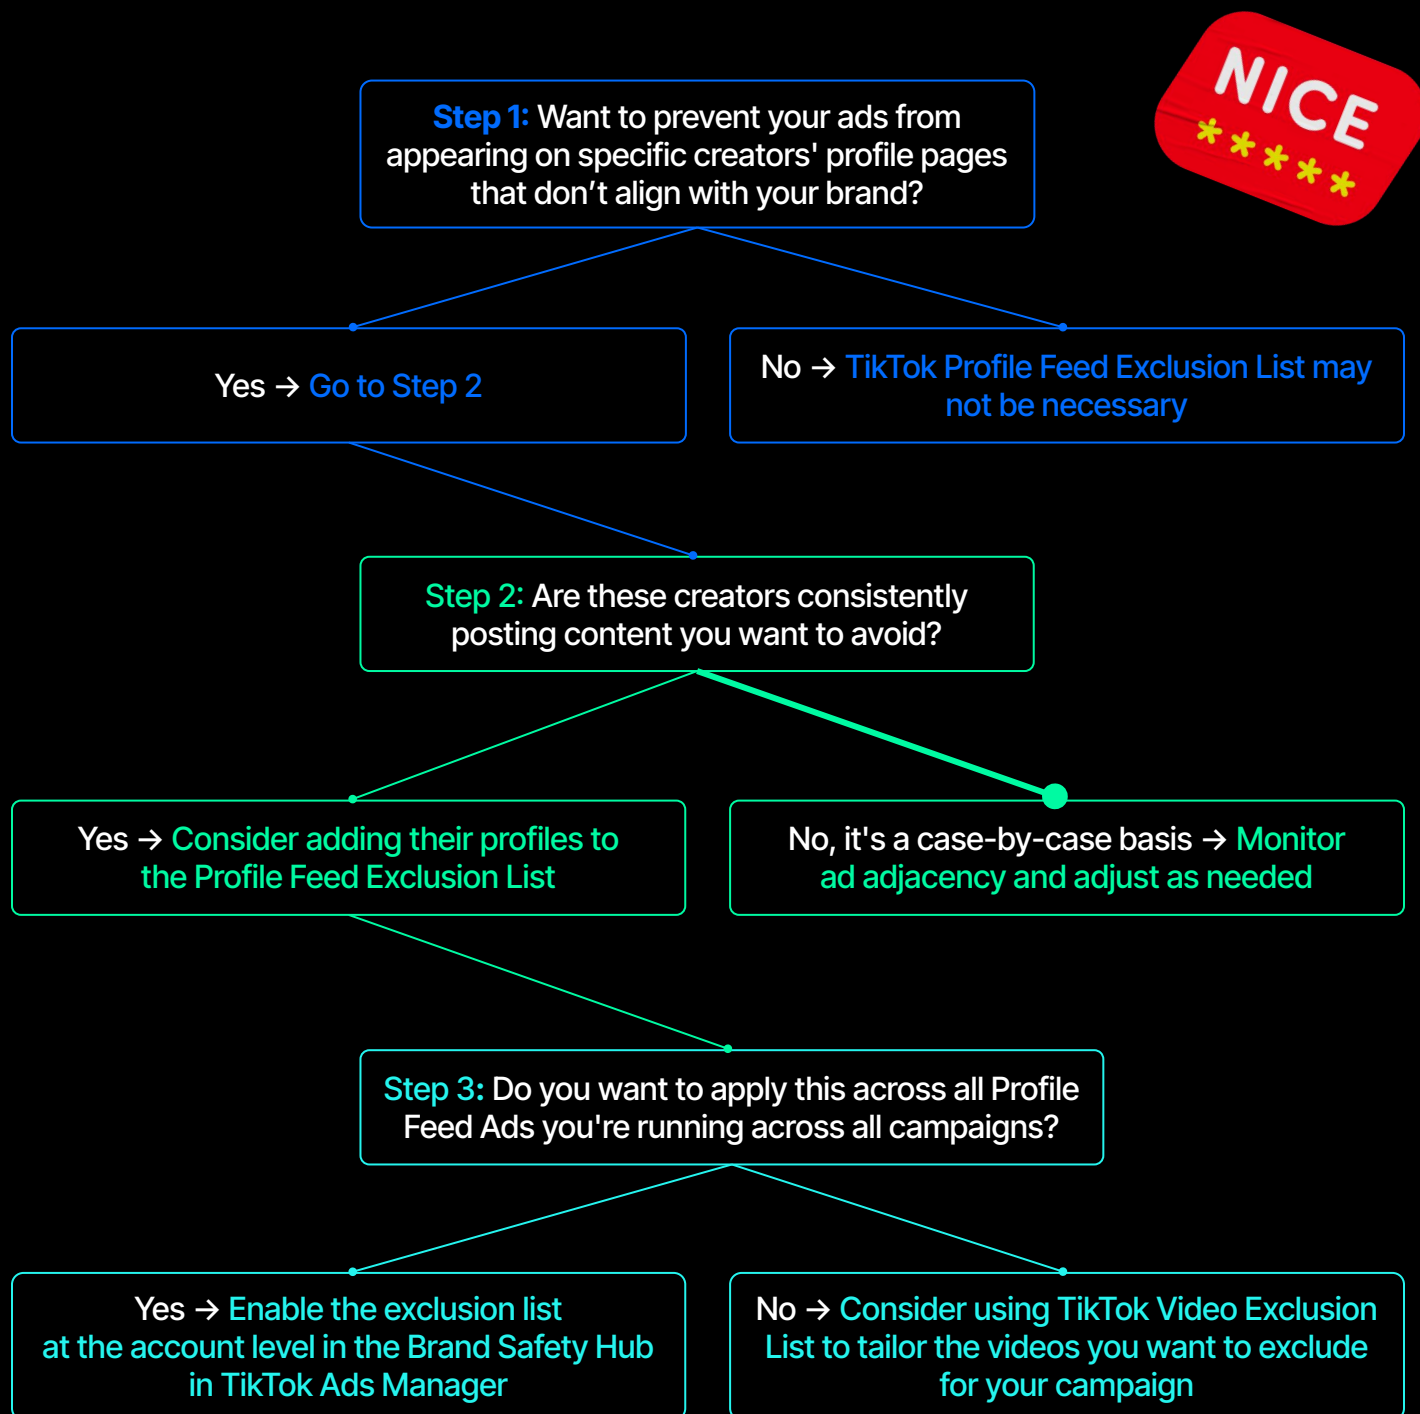 NICE
*****
Step 1: Want to prevent your ads from
appearing on specific creators' profile pages
that don’t align with your brand?
Yes → Go to Step 2
No → TikTok Profile Feed Exclusion List may
not be necessary
Step 2: Are these creators consistently
posting content you want to avoid?
Yes → Consider adding their profiles to
the Profile Feed Exclusion List
No, it's a case-by-case basis → Monitor
ad adjacency and adjust as needed
Step 3: Do you want to apply this across all Profile
Feed Ads you're running across all campaigns?
Yes → Enable the exclusion list
at the account level in the Brand Safety Hub
in TikTok Ads Manager
No → Consider using TikTok Video Exclusion
List to tailor the videos you want to exclude
for your campaign